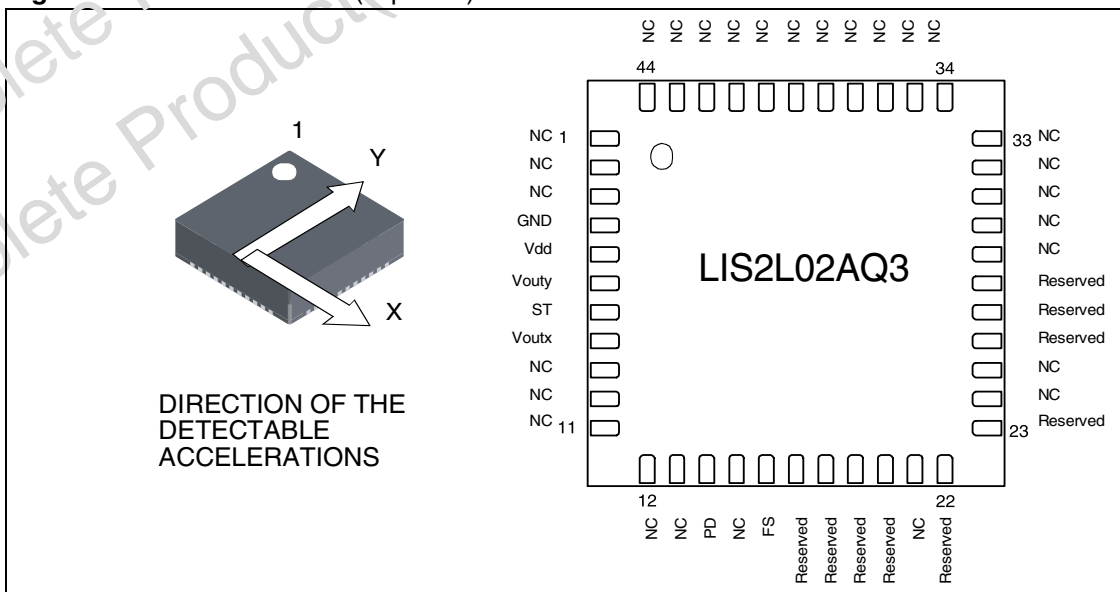 NC NC NC NC NC NC NC NC NC NC NC
44 34
1
Y
X
DIRECTION OF THE
DETECTABLE
ACCELERATIONS
NC 1
NC
NC
GND
Vdd
Vouty
ST
Voutx
NC
NC
NC 11
LIS2L02AQ3
33 NC
NC
NC
NC
NC
Reserved
Reserved
Reserved
NC
NC
23 Reserved
12 22
NC NC PD NC FS Reserved Reserved Reserved Reserved NC Reserved
lete Product(